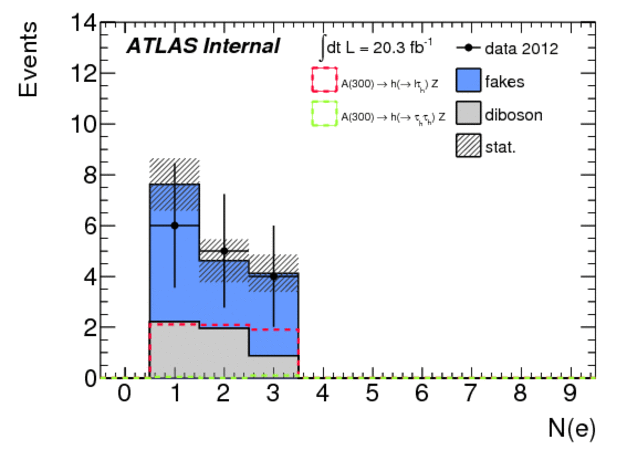 Events
14
12
10
8
6
4
2
0
ATLAS Internal
∫dt L = 20.3 fb⁻¹
data 2012
A(300) → h(→ lτₕ) Z
fakes
A(300) → h(→ τₕτₕ) Z
diboson
stat.
0 1 2 3 4 5 6 7 8 9
N(e)